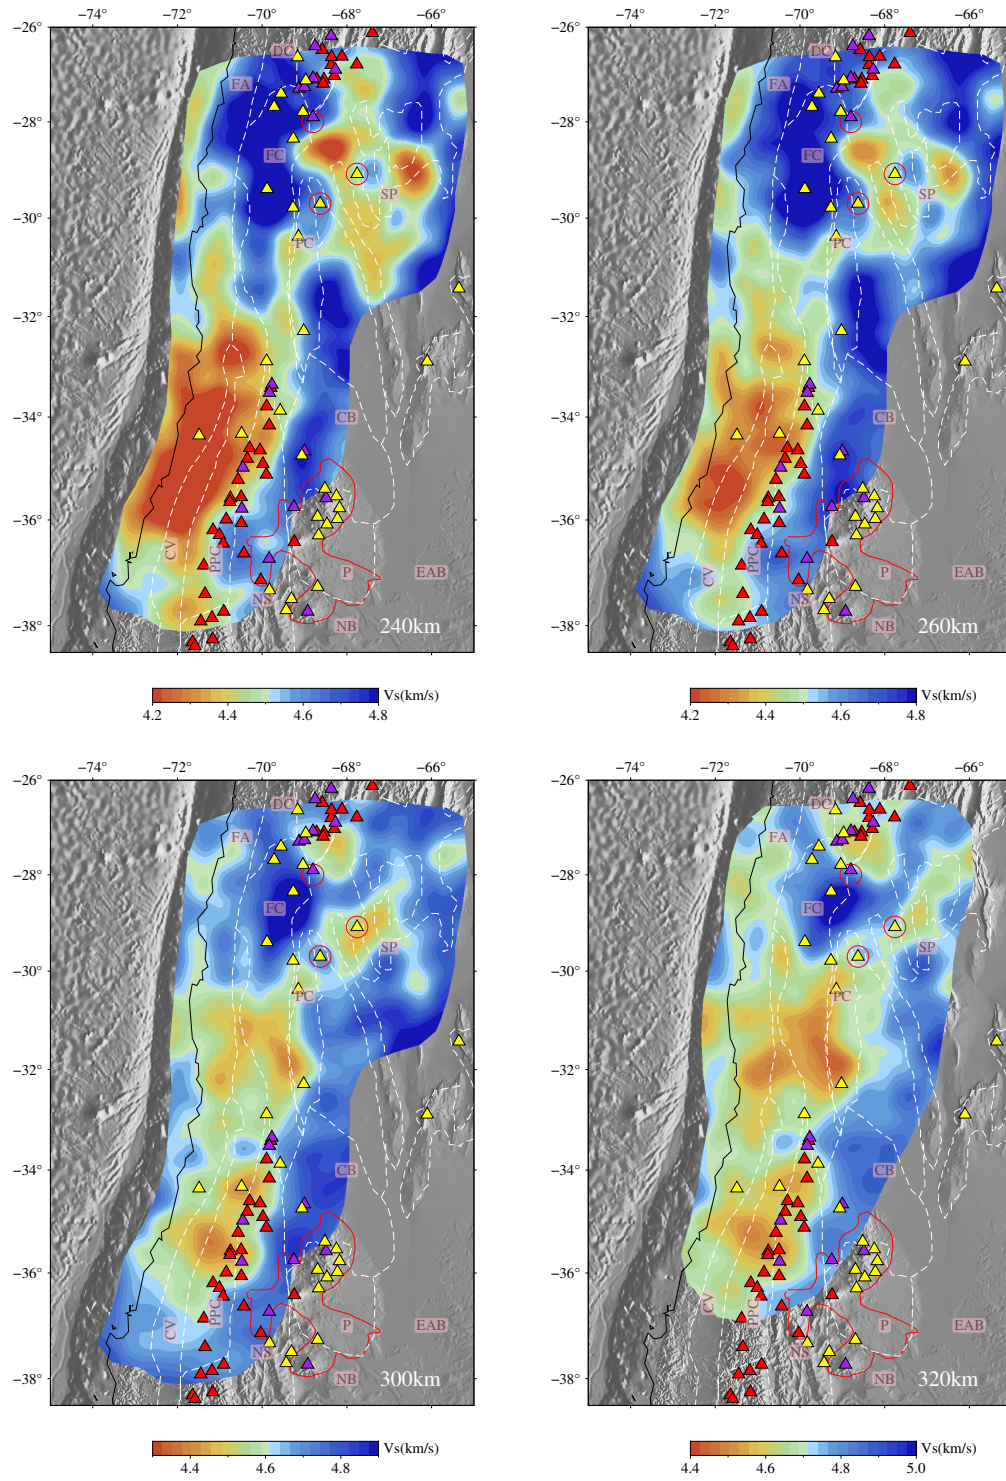 −74° −72° −70° −68° −66°
−74° −72° −70° −68° −66°
−26°
−28°
−30°
−32°
−34°
−36°
−38°
DC
FA
FC
SP
PC
CB
CV
PPC
P
EAB
NS
NB
240km
4.2 4.4 4.6 4.8
Vs(km/s)
−26°
−28°
−30°
−32°
−34°
−36°
−38°
DC
FA
FC
SP
PC
CB
CV
PPC
P
EAB
NS
NB
260km
4.2 4.4 4.6 4.8
Vs(km/s)
−74° −72° −70° −68° −66°
−74° −72° −70° −68° −66°
−26°
−28°
−30°
−32°
−34°
−36°
−38°
DC
FA
FC
SP
PC
CB
CV
PPC
P
EAB
NS
NB
300km
4.4 4.6 4.8
Vs(km/s)
−26°
−28°
−30°
−32°
−34°
−36°
−38°
DC
FA
FC
SP
PC
CB
CV
PPC
P
EAB
NS
NB
320km
4.4 4.6 4.8 5.0
Vs(km/s)